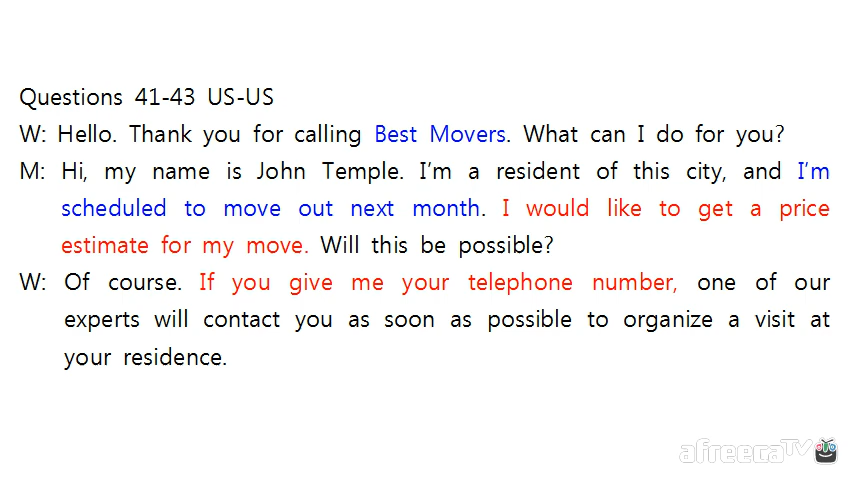 Questions 41-43 US-US
W: Hello. Thank you for calling Best Movers. What can I do for you?
M: Hi, my name is John Temple. I’m a resident of this city, and I’m
scheduled to move out next month. I would like to get a price
estimate for my move. Will this be possible?
W: Of course. If you give me your telephone number, one of our
experts will contact you as soon as possible to organize a visit at
your residence.
afreecaTV